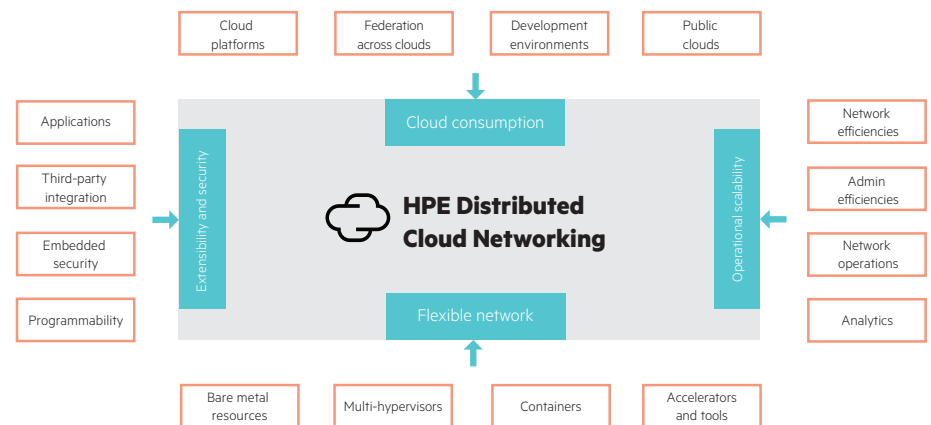 Cloud
platforms
Federation
across clouds
Development
environments
Public
clouds
Cloud consumption
Applications
Third-party
integration
Embedded
security
Programmability
Extensibility and security
HPE Distributed
Cloud Networking
Operational scalability
Network
efficiencies
Admin
efficiencies
Network
operations
Analytics
Flexible network
Bare metal
resources
Multi-hypervisors
Containers
Accelerators
and tools